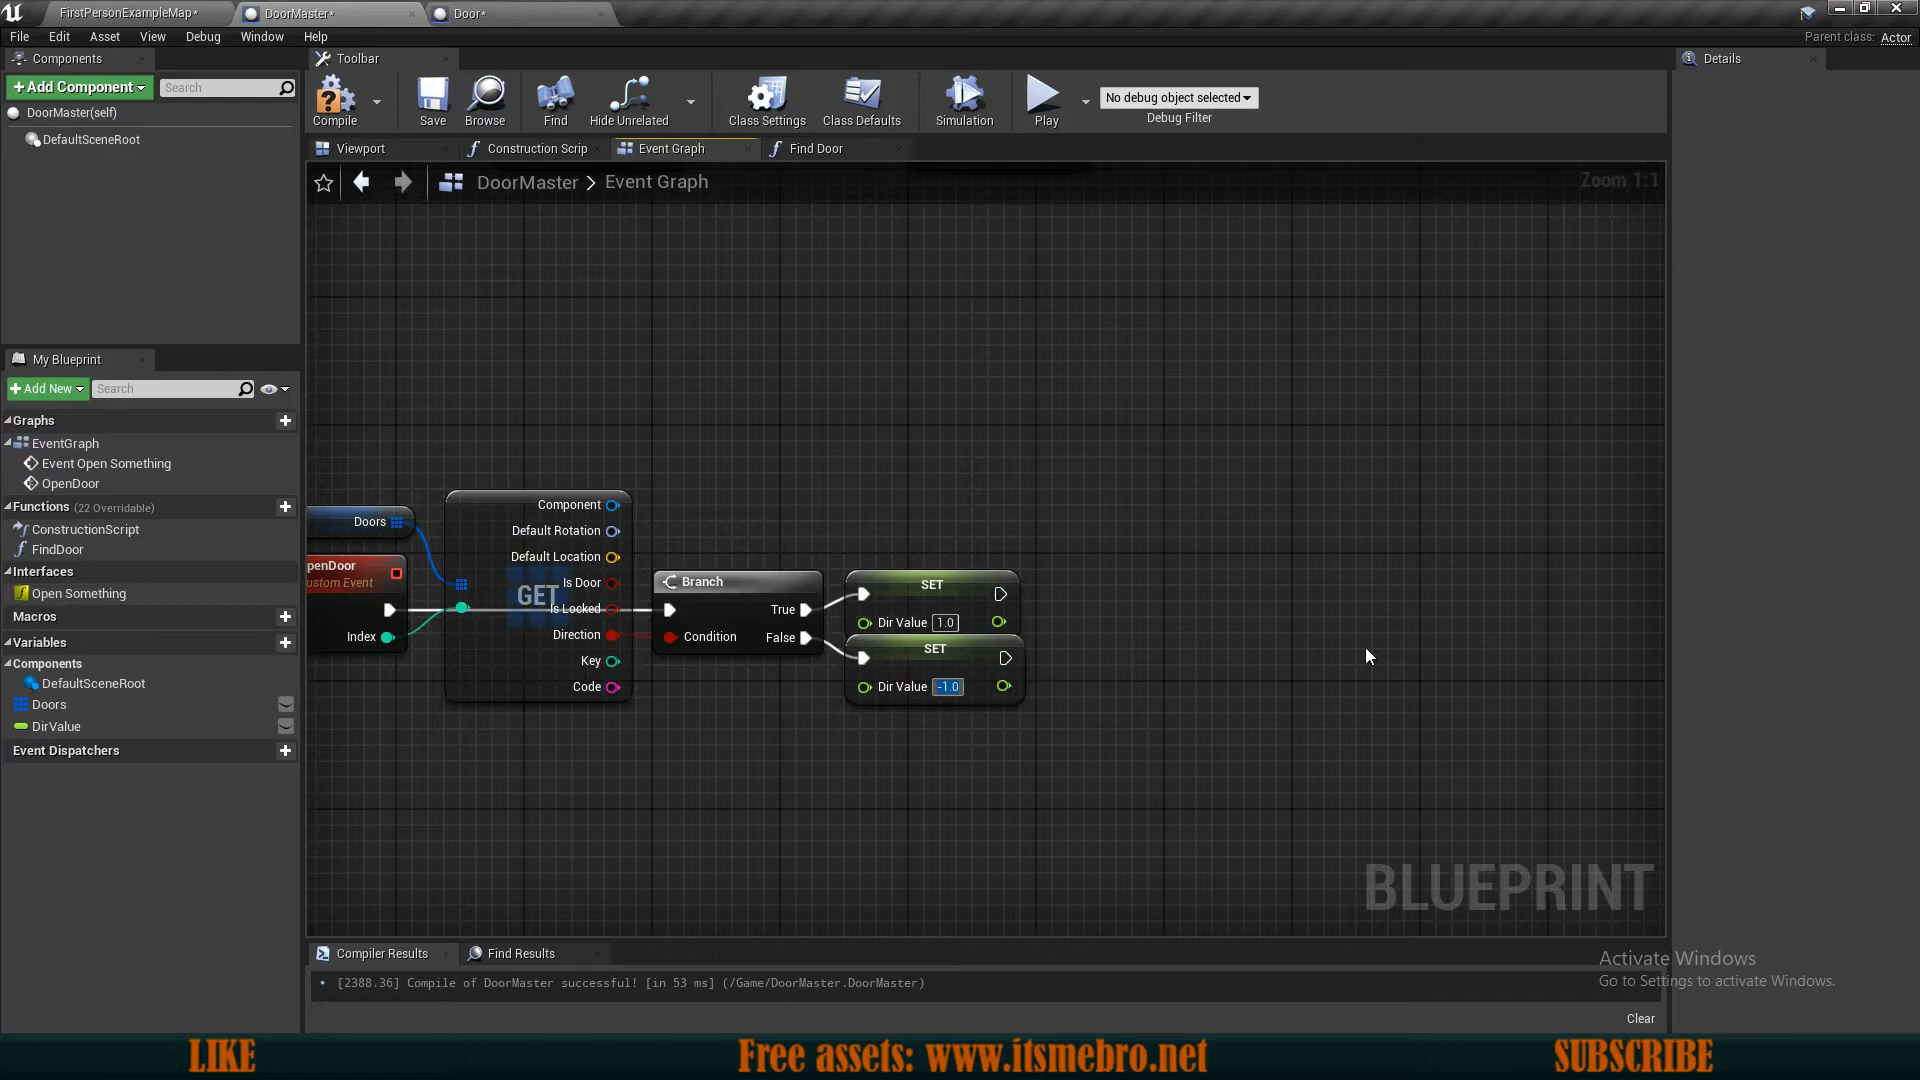 FirstPersonExampleMap*
DoorMaster*
Door*
File Edit Asset View Debug Window Help
Parent class: Actor
Components
Toolbar
Details
+Add Component
Search
DoorMaster(self)
DefaultSceneRoot
Compile
Save
Browse
Find
Hide Unrelated
Class Settings
Class Defaults
Simulation
Play
No debug object selected
Debug Filter
Viewport
Construction Scrip
Event Graph
Find Door
DoorMaster > Event Graph
Zoom 1:1
My Blueprint
+Add New
Search
Graphs
EventGraph
Event Open Something
OpenDoor
Functions (22 Overridable)
ConstructionScript
FindDoor
Interfaces
Open Something
Macros
Variables
Components
DefaultSceneRoot
Doors
DirValue
Event Dispatchers
Doors
penDoor
ustom Event
Index
GET
Component
Default Rotation
Default Location
Is Door
Is Locked
Direction
Key
Code
Branch
True
Condition
False
SET
Dir Value 1.0
SET
Dir Value -1.0
BLUEPRINT
Compiler Results
Find Results
[2388.36] Compile of DoorMaster successful! [in 53 ms] (/Game/DoorMaster.DoorMaster)
Activate Windows
Go to Settings to activate Windows.
Clear
LIKE
Free assets: www.itsmebro.net
SUBSCRIBE